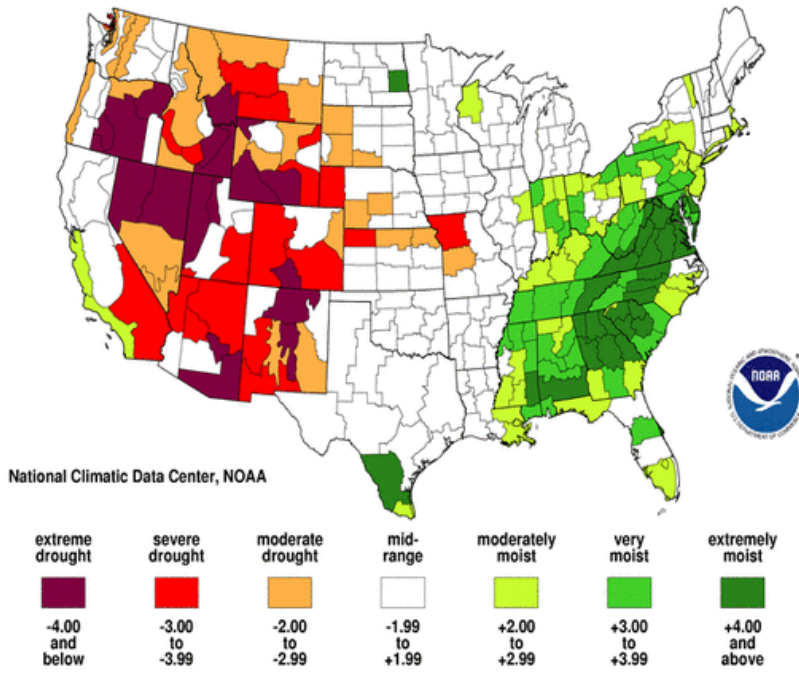 NOAA
National Climatic Data Center, NOAA
extreme drought
severe drought
moderate drought
mid-range
moderately moist
very moist
extremely moist
-4.00 and below
-3.00 to -3.99
-2.00 to -2.99
-1.99 to +1.99
+2.00 to +2.99
+3.00 to +3.99
+4.00 and above